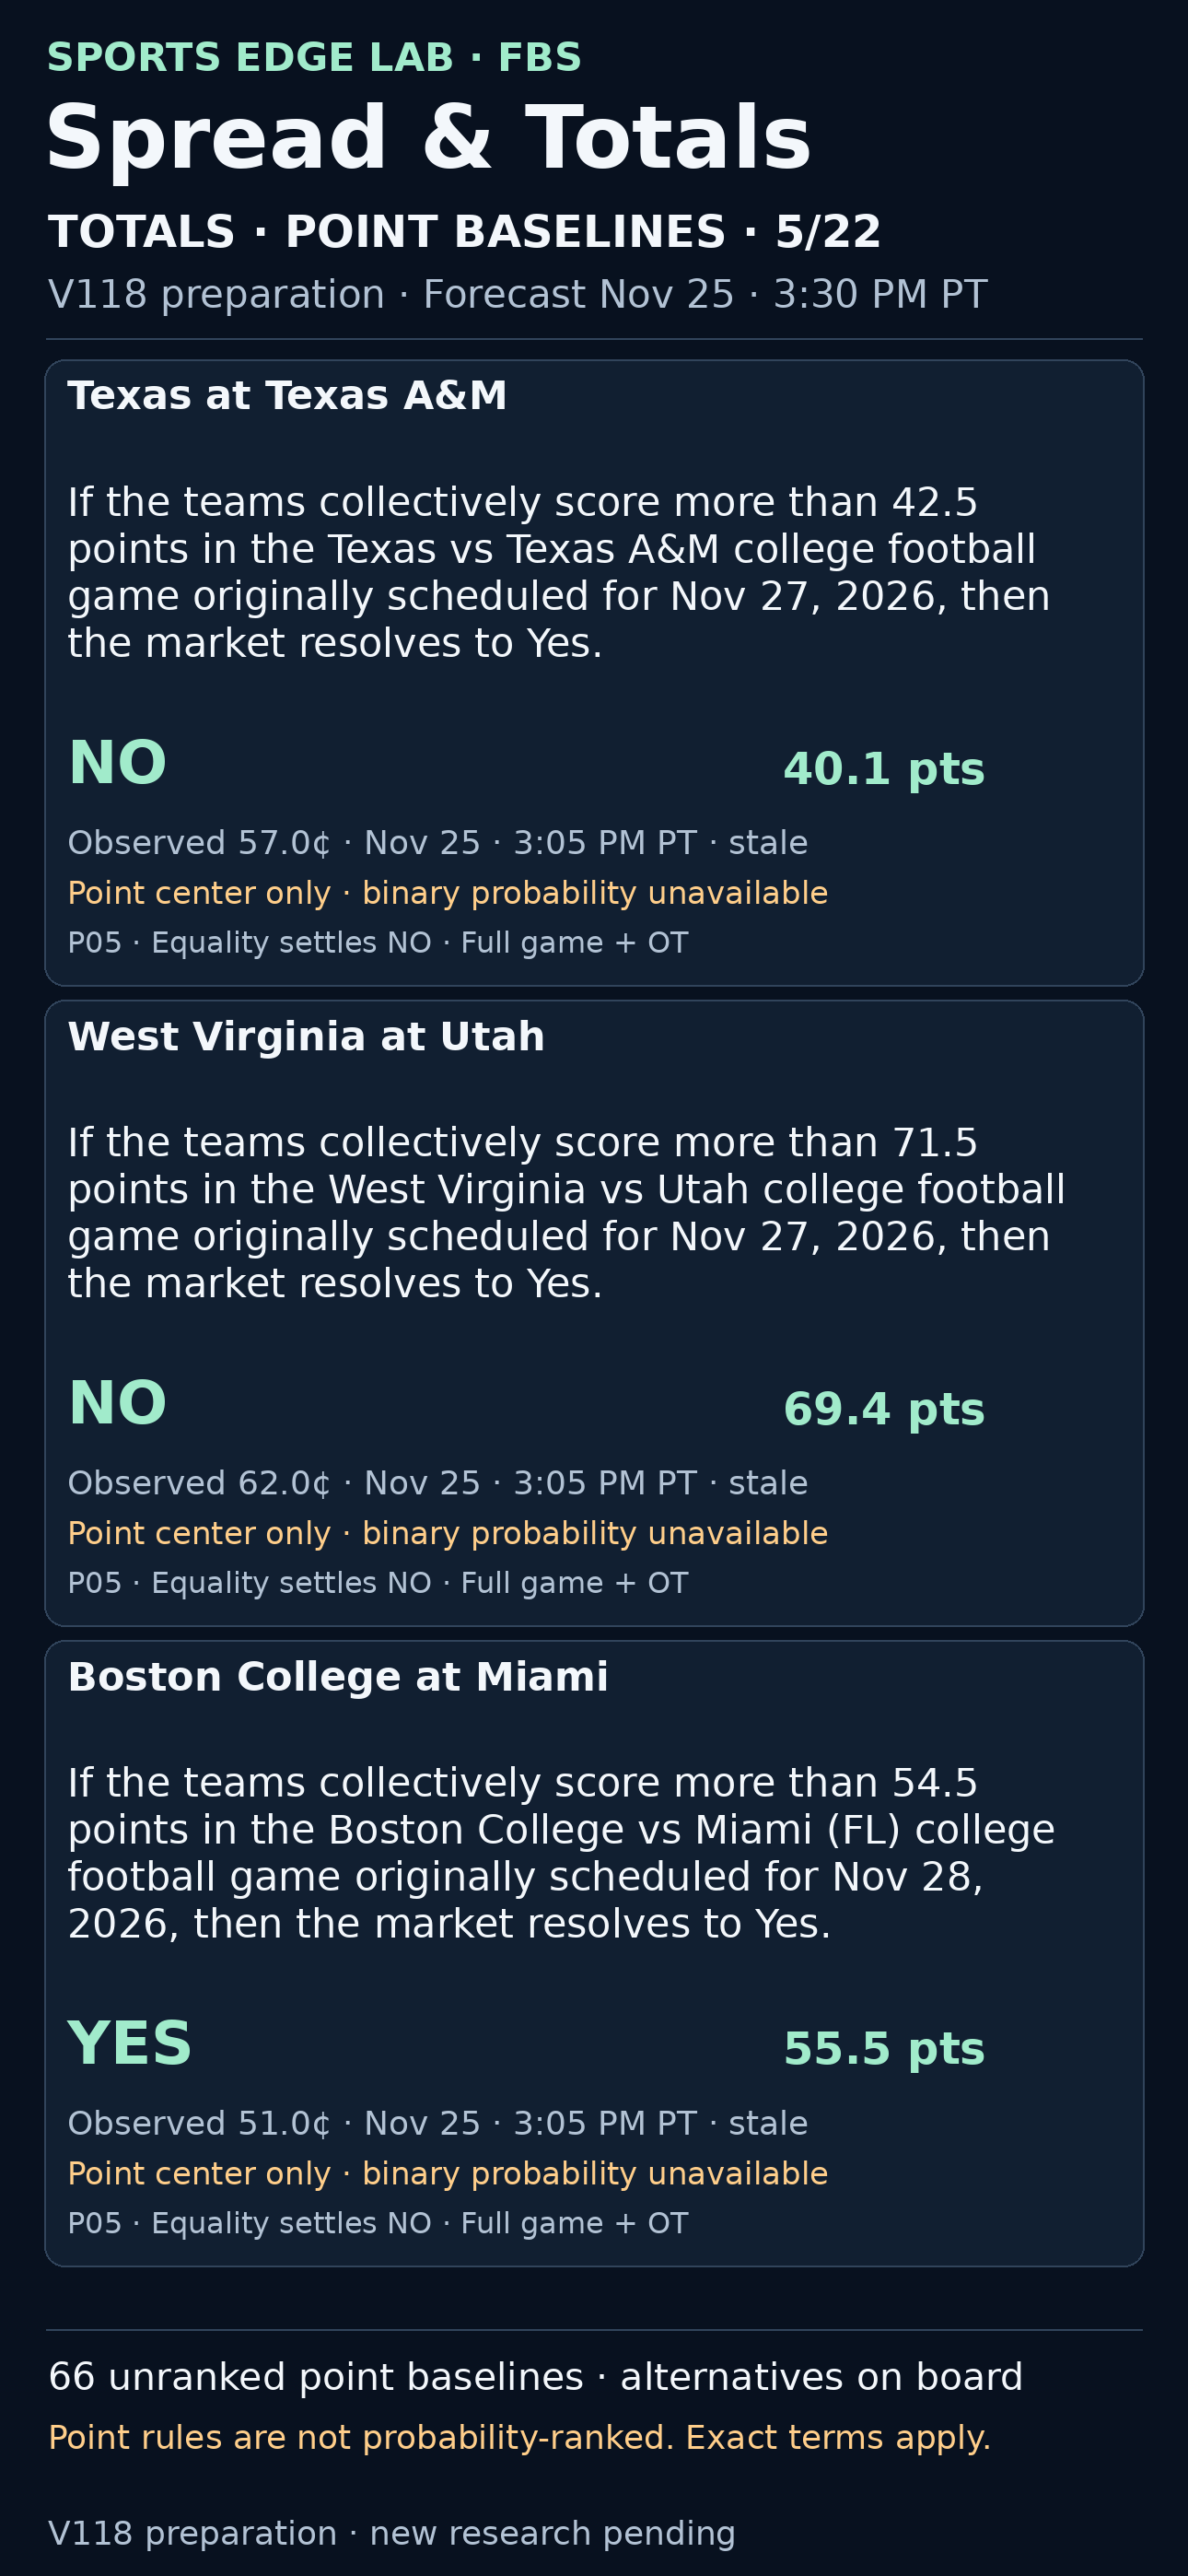 SPORTS EDGE LAB · FBS
Spread & Totals
TOTALS · POINT BASELINES · 5/22
V118 preparation · Forecast Nov 25 · 3:30 PM PT
Texas at Texas A&M
If the teams collectively score more than 42.5
points in the Texas vs Texas A&M college football
game originally scheduled for Nov 27, 2026, then
the market resolves to Yes.
NO
40.1 pts
Observed 57.0¢ · Nov 25 · 3:05 PM PT · stale
Point center only · binary probability unavailable
P05 · Equality settles NO · Full game + OT
West Virginia at Utah
If the teams collectively score more than 71.5
points in the West Virginia vs Utah college football
game originally scheduled for Nov 27, 2026, then
the market resolves to Yes.
NO
69.4 pts
Observed 62.0¢ · Nov 25 · 3:05 PM PT · stale
Point center only · binary probability unavailable
P05 · Equality settles NO · Full game + OT
Boston College at Miami
If the teams collectively score more than 54.5
points in the Boston College vs Miami (FL) college
football game originally scheduled for Nov 28,
2026, then the market resolves to Yes.
YES
55.5 pts
Observed 51.0¢ · Nov 25 · 3:05 PM PT · stale
Point center only · binary probability unavailable
P05 · Equality settles NO · Full game + OT
66 unranked point baselines · alternatives on board
Point rules are not probability-ranked. Exact terms apply.
V118 preparation · new research pending